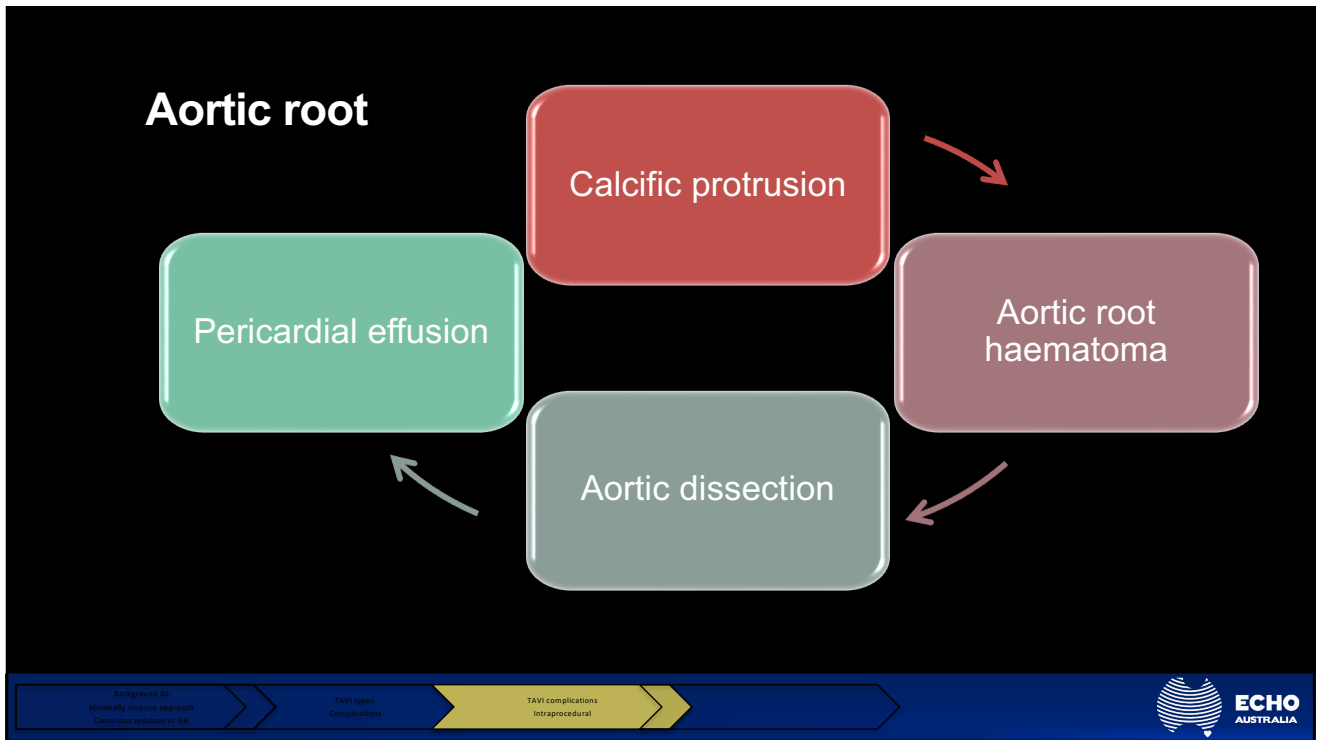 Aortic root
Calcific protrusion
Aortic root
haematoma
Aortic dissection
Pericardial effusion
Background AS
Minimally invasive approach
Conscious sedation vs GA
TAVI types
Complications
TAVI complications
Intraprocedural
ECHO
AUSTRALIA